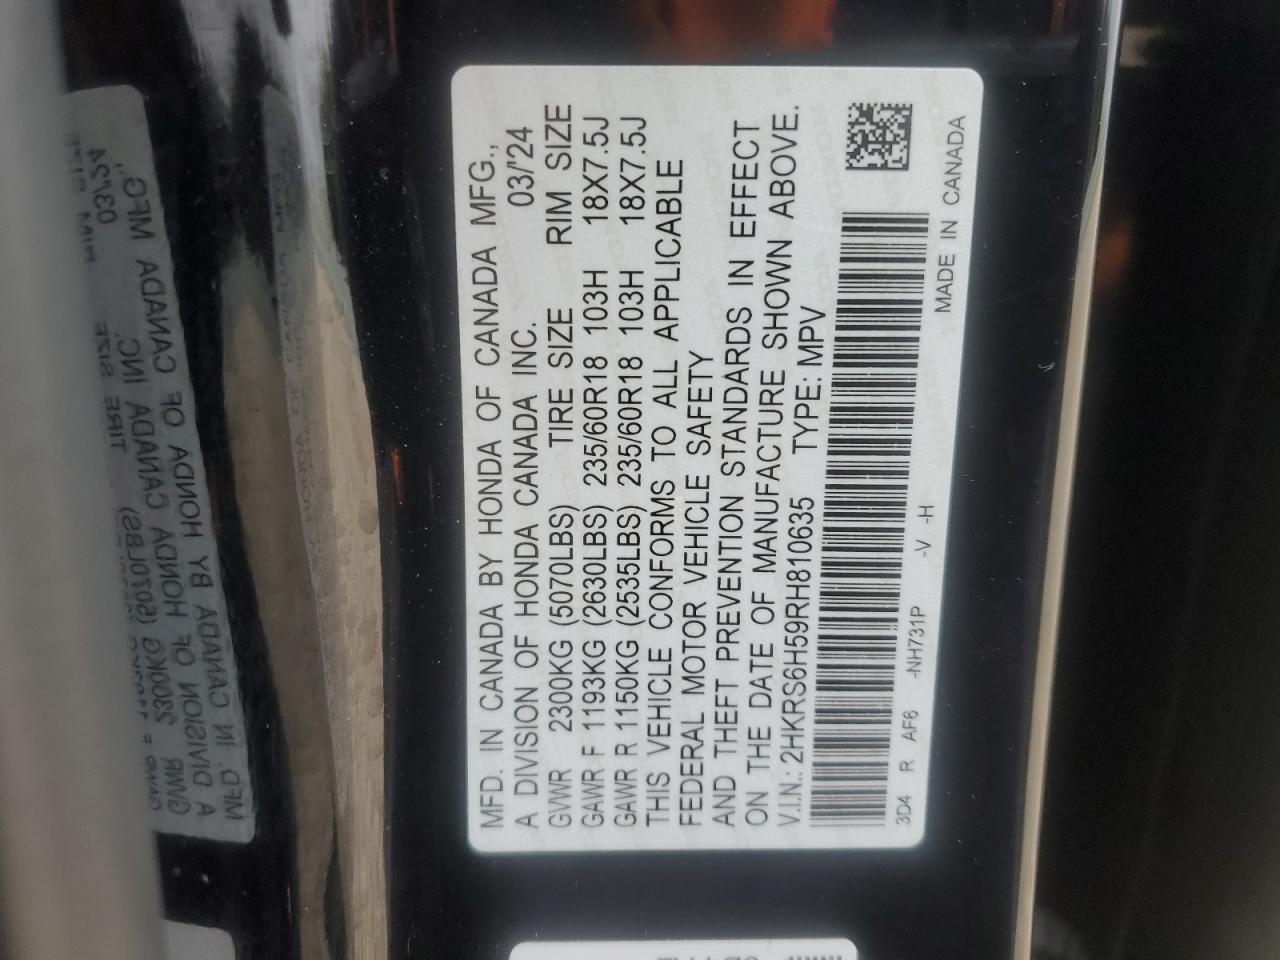 MFD. IN CANADA BY HONDA OF CANADA MFG.,
A DIVISION OF HONDA CANADA INC. 03/'24
GVWR 2300KG (5070LBS) TIRE SIZE RIM SIZE
GAWR F 1193KG (2630LBS) 235/60R18 103H 18X7.5J
GAWR R 1150KG (2535LBS) 235/60R18 103H 18X7.5J
THIS VEHICLE CONFORMS TO ALL APPLICABLE
FEDERAL MOTOR VEHICLE SAFETY
AND THEFT PREVENTION STANDARDS IN EFFECT
ON THE DATE OF MANUFACTURE SHOWN ABOVE.
V.I.N.: 2HKRS6H59RH810635 TYPE: MPV
3D4 R AF6 -NH731P -V -H
MADE IN CANADA